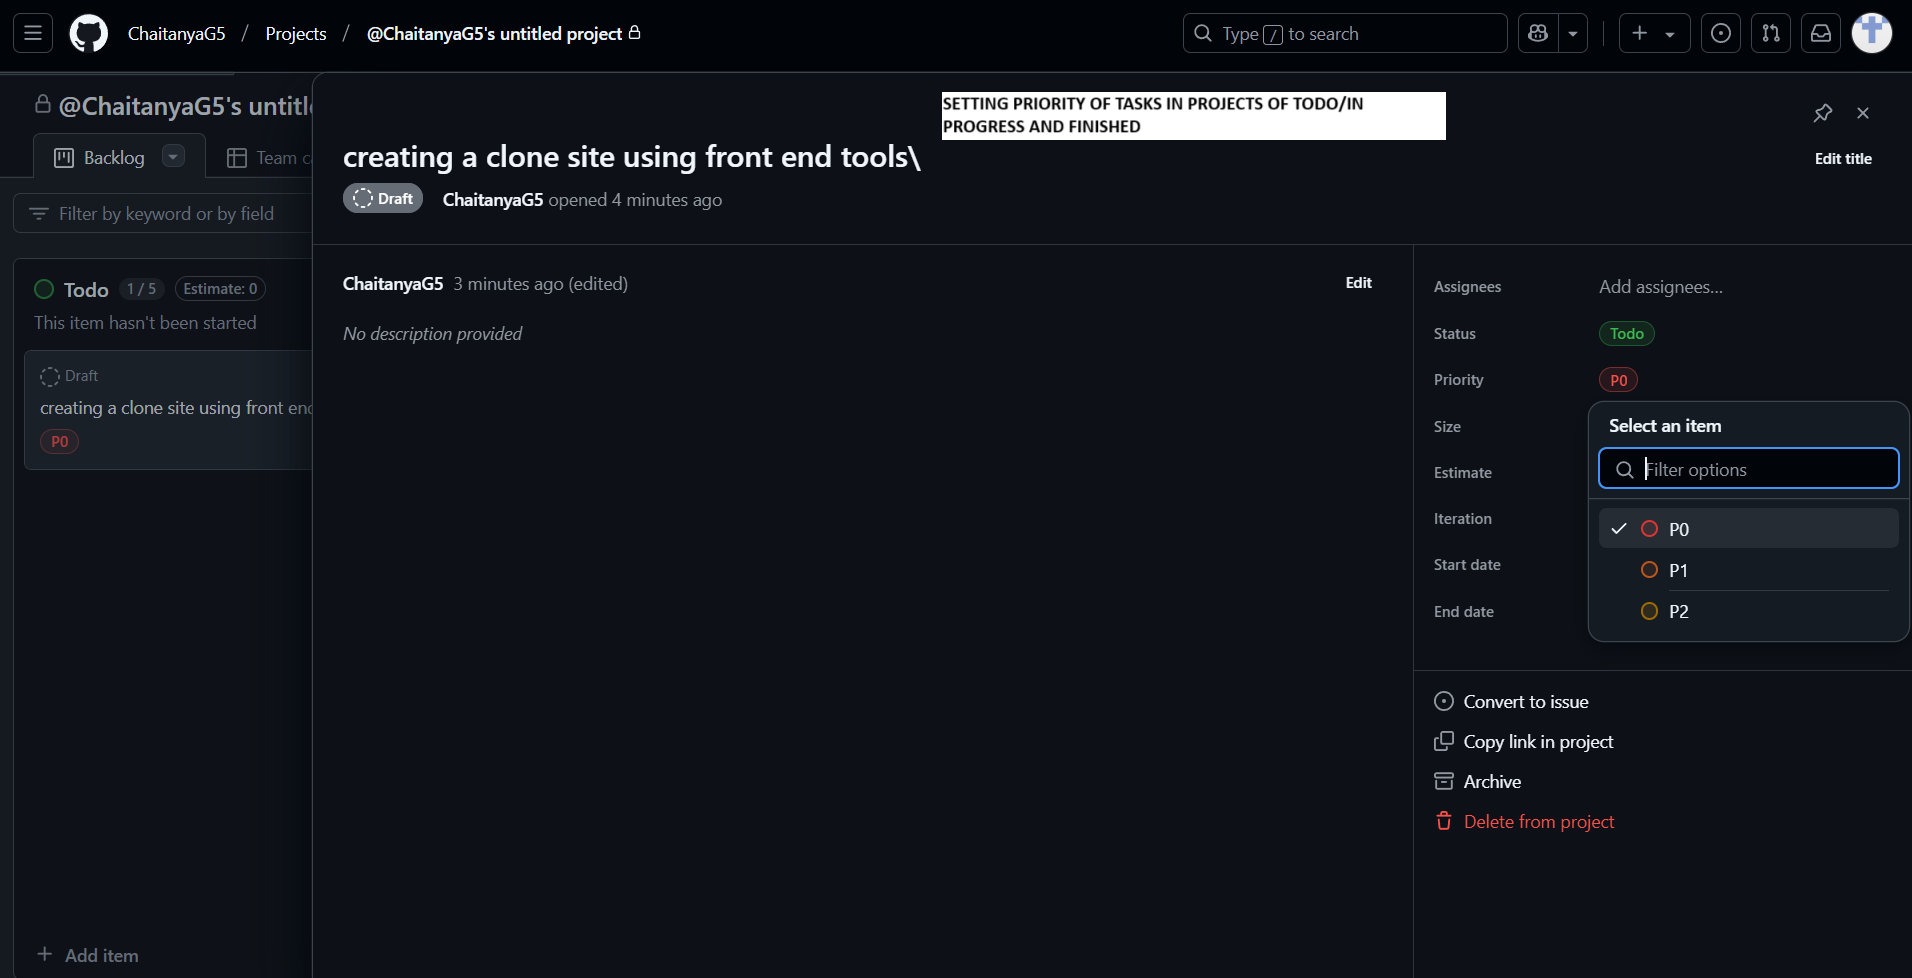 ChaitanyaG5 / Projects / @ChaitanyaG5's untitled project
Type / to search
@ChaitanyaG5's untitl
Backlog
Team c
Filter by keyword or by field
Todo 1 / 5 Estimate: 0
This item hasn't been started
Draft
creating a clone site using front end
P0
Add item
SETTING PRIORITY OF TASKS IN PROJECTS OF TODO/IN
PROGRESS AND FINISHED
creating a clone site using front end tools\
Edit title
Draft ChaitanyaG5 opened 4 minutes ago
ChaitanyaG5 3 minutes ago (edited)
Edit
No description provided
Assignees Add assignees...
Status Todo
Priority P0
Size
Estimate
Iteration
Start date
End date
Select an item
Filter options
P0
P1
P2
Convert to issue
Copy link in project
Archive
Delete from project